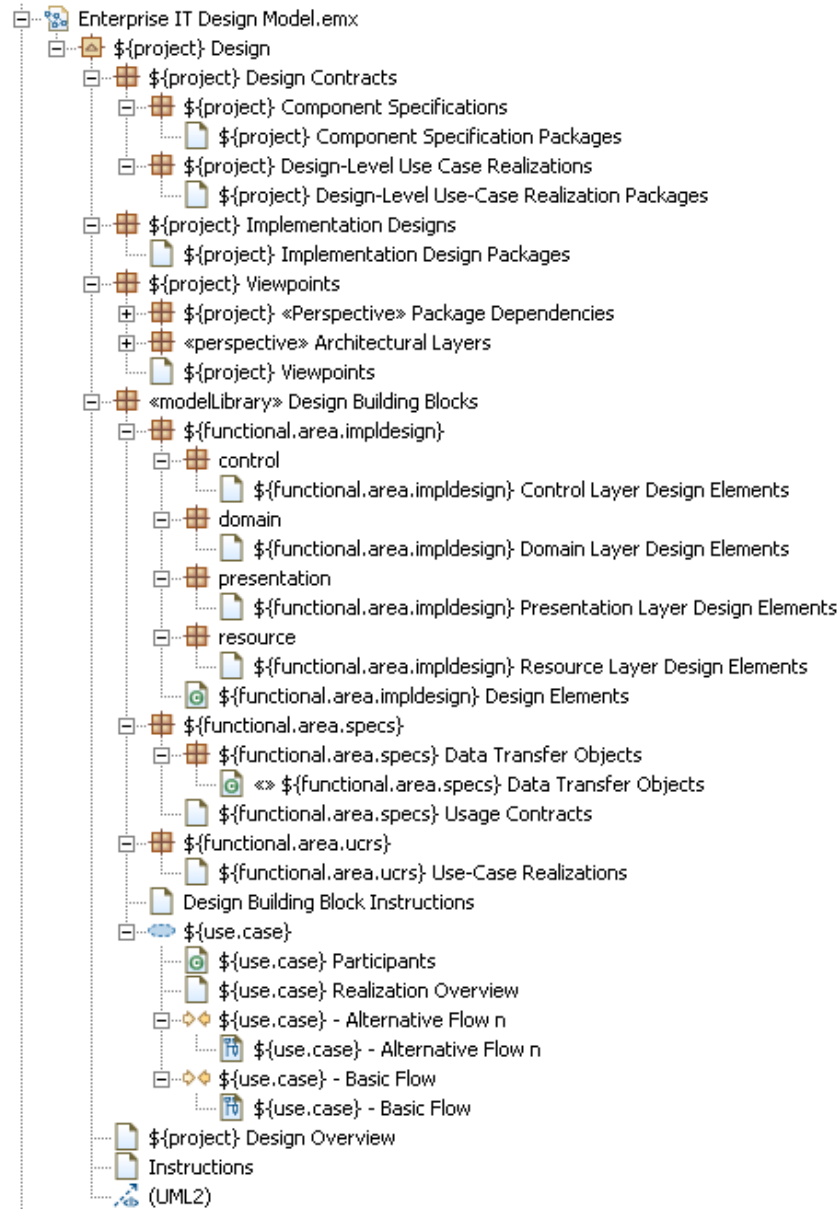 Enterprise IT Design Model.emx
${project} Design
${project} Design Contracts
${project} Component Specifications
${project} Component Specification Packages
${project} Design-Level Use Case Realizations
${project} Design-Level Use-Case Realization Packages
${project} Implementation Designs
${project} Implementation Design Packages
${project} Viewpoints
${project} «Perspective» Package Dependencies
«perspective» Architectural Layers
${project} Viewpoints
«modelLibrary» Design Building Blocks
${functional.area.impldesign}
control
${functional.area.impldesign} Control Layer Design Elements
domain
${functional.area.impldesign} Domain Layer Design Elements
presentation
${functional.area.impldesign} Presentation Layer Design Elements
resource
${functional.area.impldesign} Resource Layer Design Elements
${functional.area.impldesign} Design Elements
${functional.area.specs}
${functional.area.specs} Data Transfer Objects
«» ${functional.area.specs} Data Transfer Objects
${functional.area.specs} Usage Contracts
${functional.area.ucrs}
${functional.area.ucrs} Use-Case Realizations
Design Building Block Instructions
${use.case}
${use.case} Participants
${use.case} Realization Overview
${use.case} - Alternative Flow n
${use.case} - Alternative Flow n
${use.case} - Basic Flow
${use.case} - Basic Flow
${project} Design Overview
Instructions
(UML2)